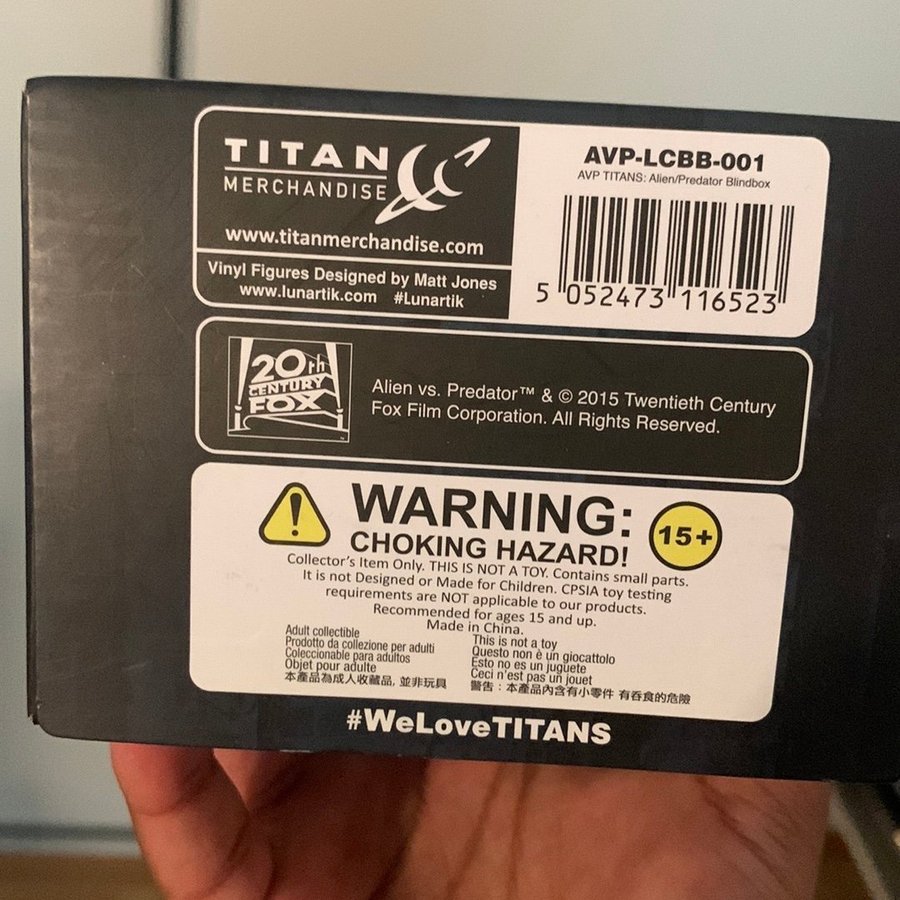 TITAN
MERCHANDISE
www.titanmerchandise.com
Vinyl Figures Designed by Matt Jones
www.lunartik.com #Lunartik
AVP-LCBB-001
AVP TITANS: Alien/Predator Blindbox
5 052473 116523
20th
CENTURY
FOX
Alien vs. Predator™ & © 2015 Twentieth Century
Fox Film Corporation. All Rights Reserved.
WARNING:
CHOKING HAZARD!
15+
Collector's Item Only. THIS IS NOT A TOY. Contains small parts.
It is not Designed or Made for Children. CPSIA toy testing
requirements are NOT applicable to our products.
Recommended for ages 15 and up.
Made in China.
Adult collectible
Prodotto da collezione per adulti
Coleccionable para adultos
Objet pour adulte
本產品為成人收藏品, 並非玩具
This is not a toy
Questo non è un giocattolo
Esto no es un juguete
Ceci n'est pas un jouet
警告：本產品內含有小零件 有吞食的危險
#WeLoveTITANS